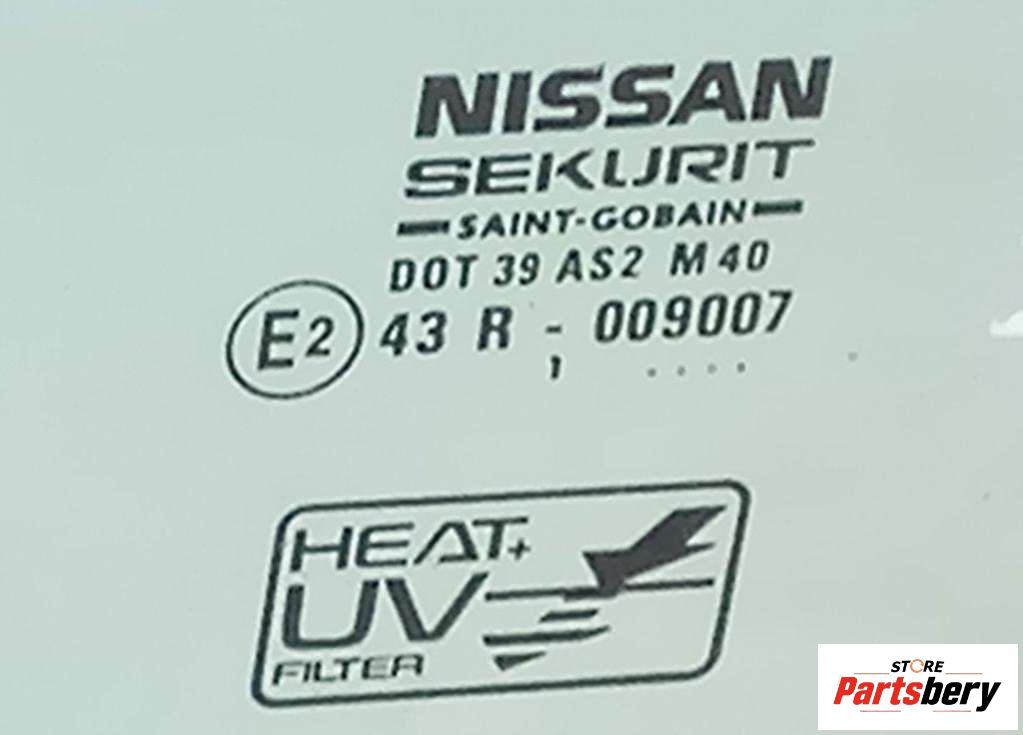 NISSAN
SEKURIT
SAINT-GOBAIN
DOT 39 AS2 M40
E2 43 R - 009007
1 ....
HEAT+
UV
FILTER
STORE
Partsbery